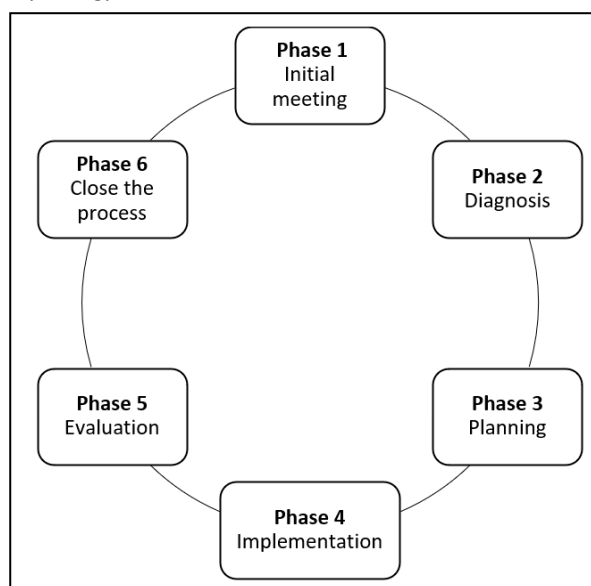 Phase 1
Initial
meeting
Phase 2
Diagnosis
Phase 3
Planning
Phase 4
Implementation
Phase 5
Evaluation
Phase 6
Close the
process